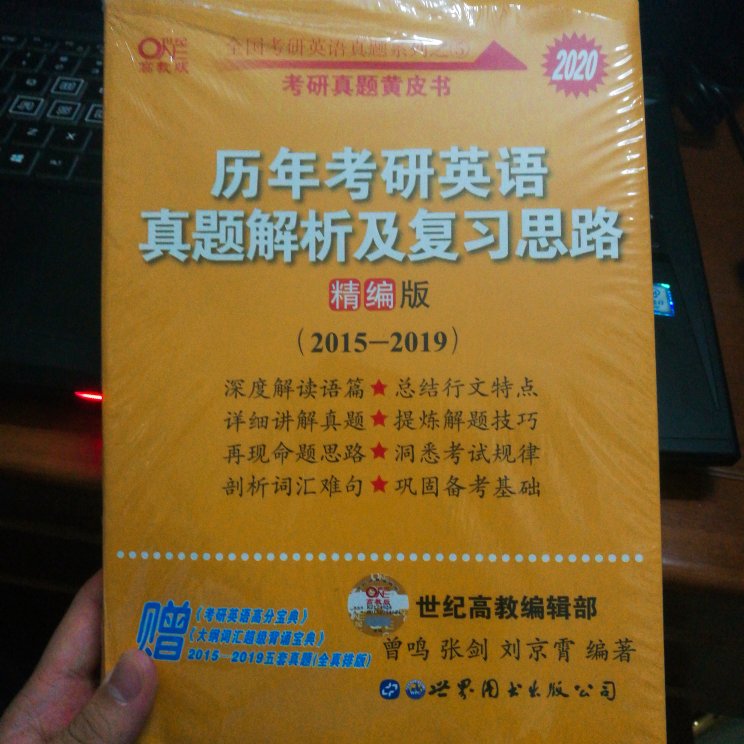 高教版
全国考研英语真题系列之(3)
考研真题黄皮书
2020
历年考研英语
真题解析及复习思路
精编版
(2015—2019)
深度解读语篇★总结行文特点
详细讲解真题★提炼解题技巧
再现命题思路★洞悉考试规律
剖析词汇难句★巩固备考基础
赠
《考研英语高分宝典》
《大纲词汇超级背诵宝典》
2015—2019五套真题(全真排版)
高教版
世纪高教编辑部
曾鸣 张剑 刘京霄 编著
世界图书出版公司